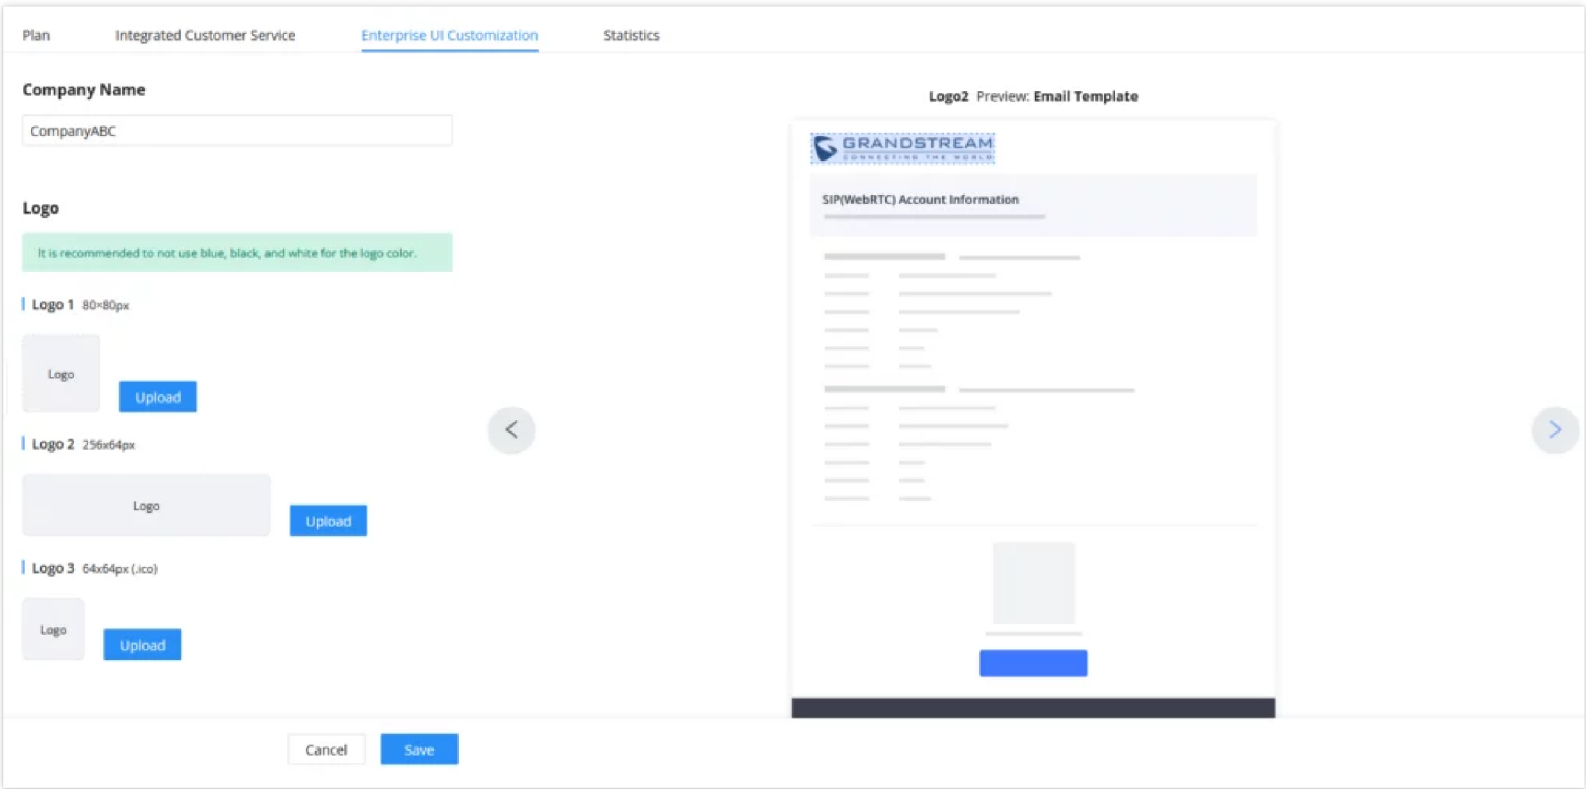 Plan Integrated Customer Service Enterprise UI Customization Statistics
Company Name
CompanyABC
Logo
It is recommended to not use blue, black, and white for the logo color.
Logo 1 80×80px
Logo
Upload
Logo 2 256x64px
Logo
Upload
Logo 3 64x64px (.ico)
Logo
Upload
Cancel Save
Logo2 Preview: Email Template
GRANDSTREAM
CONNECTING THE WORLD
SIP(WebRTC) Account Information